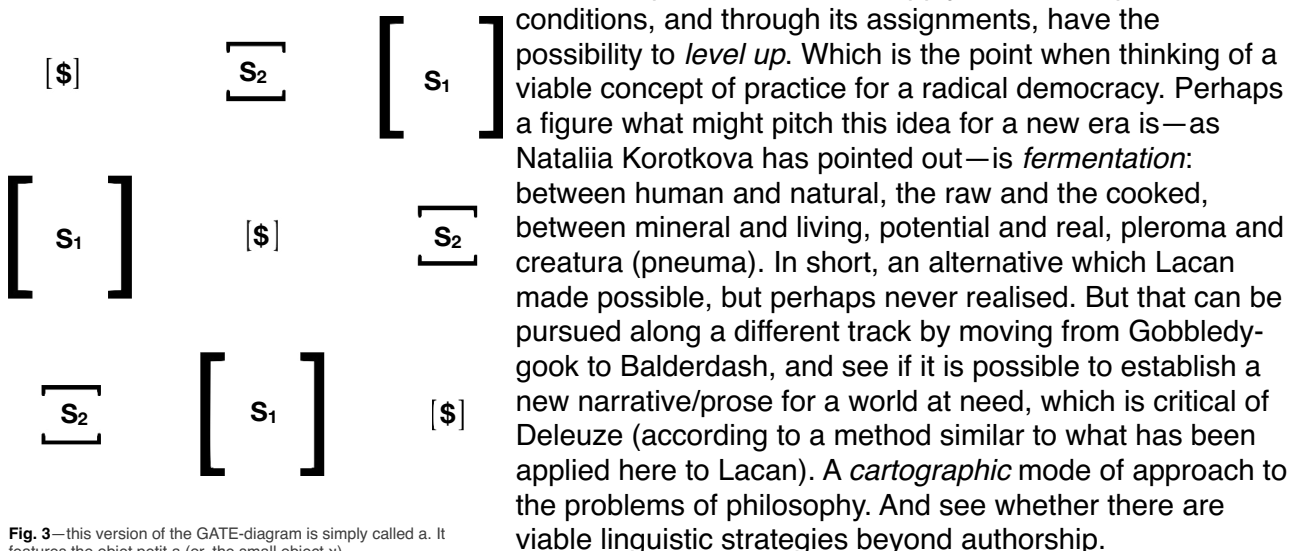 [$] S2 [ S1 ]
[ S1 ] [$] S2
S2 [ S1 ] [$]
Fig. 3—this version of the GATE-diagram is simply called a. It
features the objet petit a (or, the small object x)
conditions, and through its assignments, have the
possibility to level up. Which is the point when thinking of a
viable concept of practice for a radical democracy. Perhaps
a figure what might pitch this idea for a new era is—as
Nataliia Korotkova has pointed out—is fermentation:
between human and natural, the raw and the cooked,
between mineral and living, potential and real, pleroma and
creatura (pneuma). In short, an alternative which Lacan
made possible, but perhaps never realised. But that can be
pursued along a different track by moving from Gobbledy-
gook to Balderdash, and see if it is possible to establish a
new narrative/prose for a world at need, which is critical of
Deleuze (according to a method similar to what has been
applied here to Lacan). A cartographic mode of approach to
the problems of philosophy. And see whether there are
viable linguistic strategies beyond authorship.